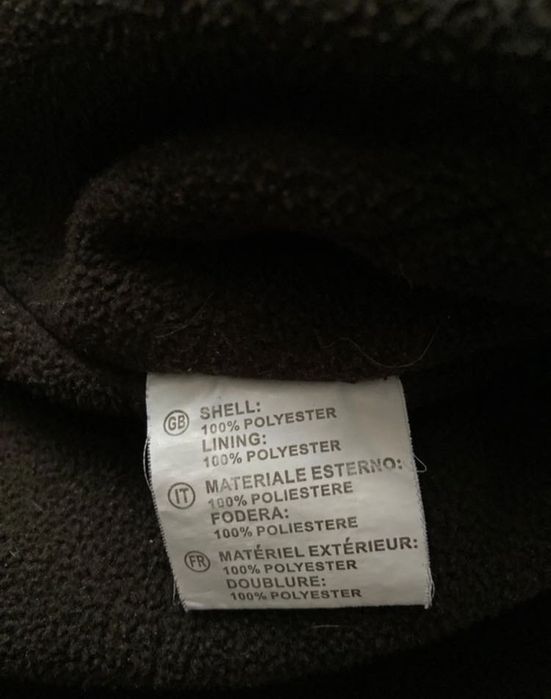 GB SHELL:
100% POLYESTER
LINING:
100% POLYESTER
IT MATERIALE ESTERNO:
100% POLIESTERE
FODERA:
100% POLIESTERE
FR MATÉRIEL EXTÉRIEUR:
100% POLYESTER
DOUBLURE:
100% POLYESTER